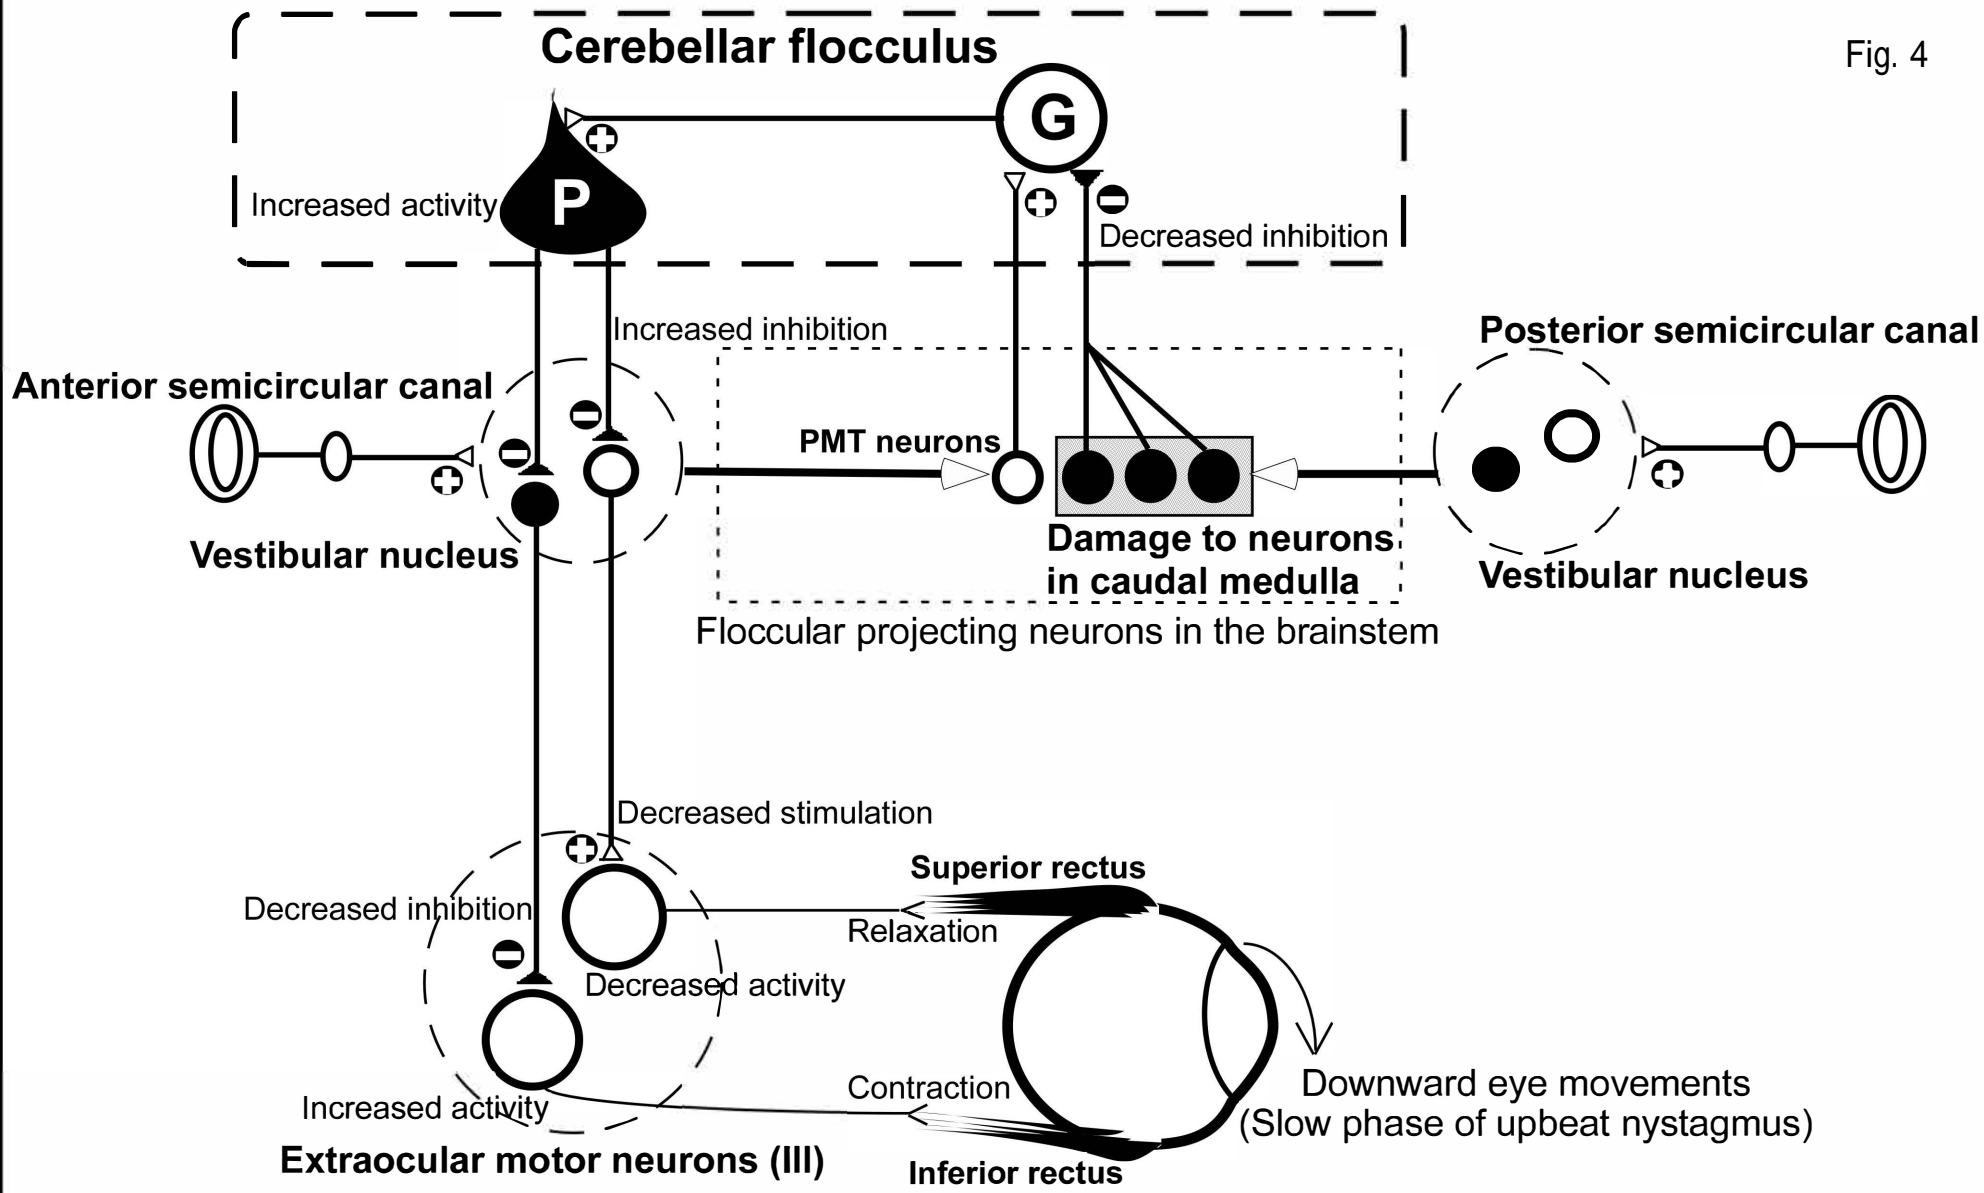 Cerebellar flocculus
Fig. 4
G
P
Increased activity
Decreased inhibition
Increased inhibition
Posterior semicircular canal
Anterior semicircular canal
PMT neurons
Vestibular nucleus
Damage to neurons
in caudal medulla
Vestibular nucleus
Floccular projecting neurons in the brainstem
Decreased stimulation
Superior rectus
Decreased inhibition
Relaxation
Decreased activity
Contraction
Downward eye movements
(Slow phase of upbeat nystagmus)
Increased activity
Extraocular motor neurons (III)
Inferior rectus